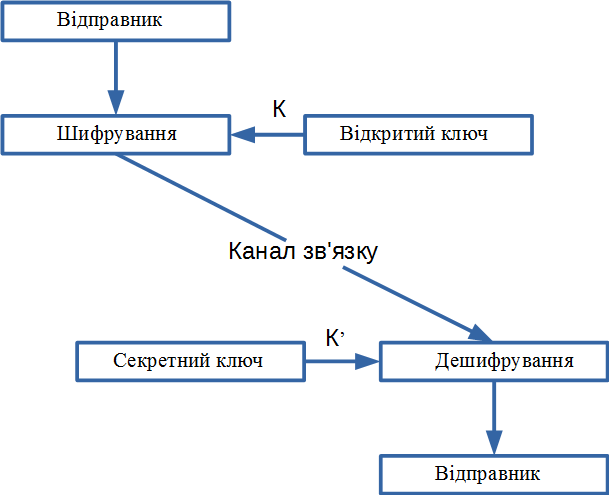 Відправник
К
Шифрування
Відкритий ключ
Канал зв'язку
К’
Секретний ключ
Дешифрування
Відправник